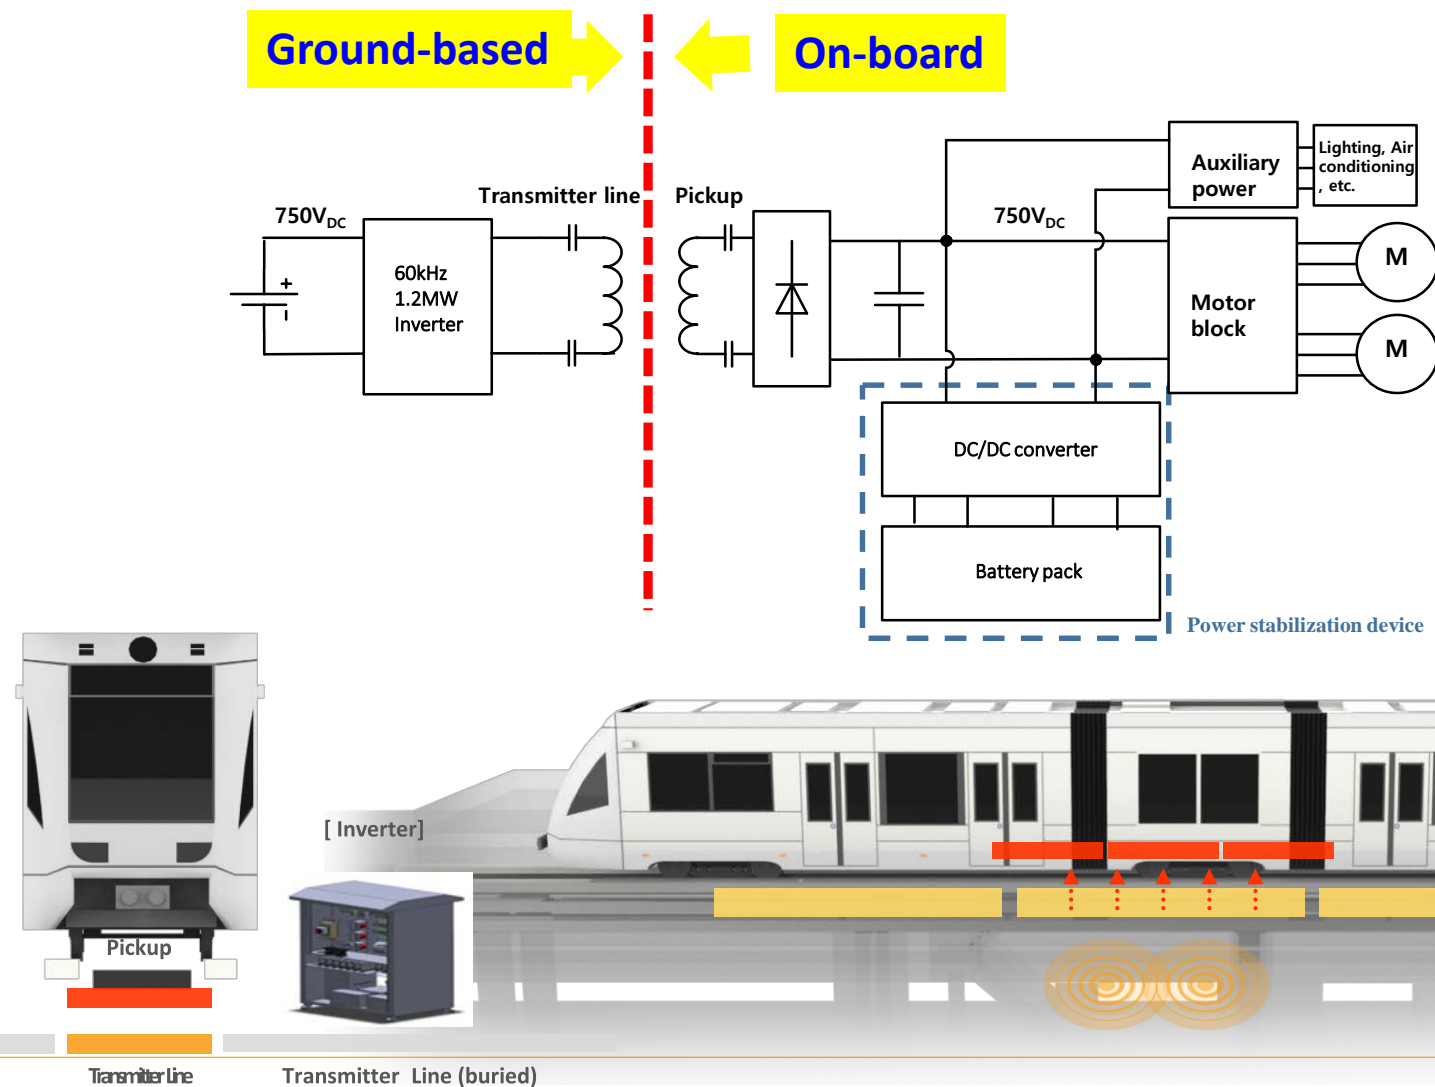 Ground-based
On-board
Auxiliary
power
Lighting, Air
conditioning
, etc.
Transmitter line
Pickup
750VDC
750VDC
60kHz
1.2MW
Inverter
+
Motor
block
M
M
DC/DC converter
Battery pack
Power stabilization device
[ Inverter]
Pickup
Transmitter Line
Transmitter Line (buried)